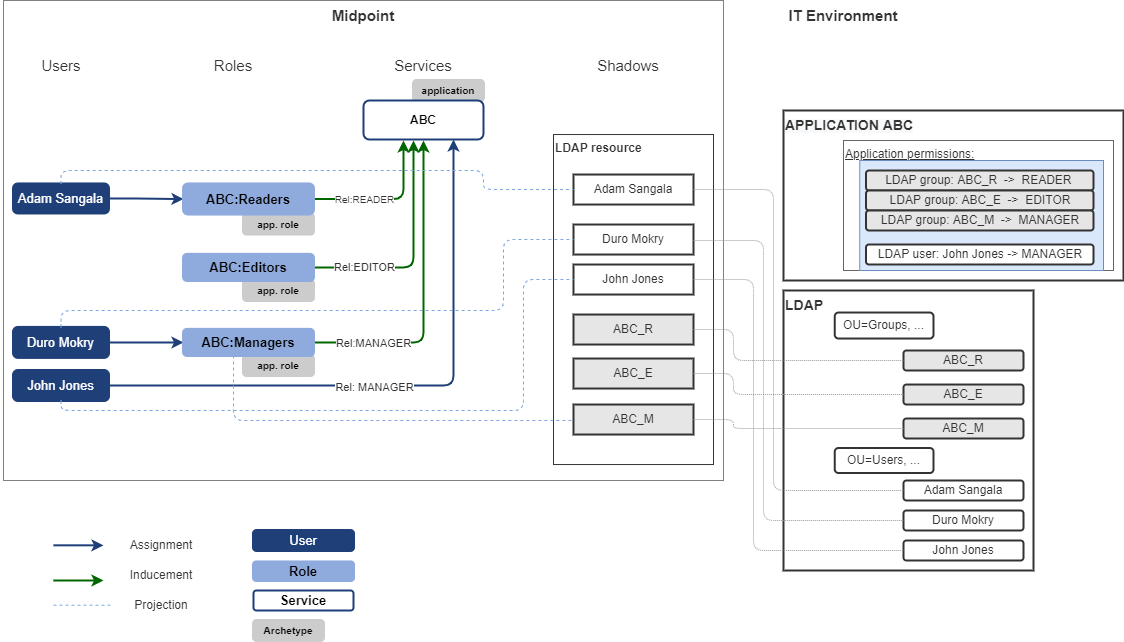 Midpoint
IT Environment
Users
Roles
Services
Shadows
application
ABC
LDAP resource
Adam Sangala
ABC:Readers
app. role
Rel:READER
ABC:Editors
app. role
Rel:EDITOR
Duro Mokry
ABC:Managers
app. role
Rel:MANAGER
John Jones
Rel: MANAGER
Adam Sangala
Duro Mokry
John Jones
ABC_R
ABC_E
ABC_M
APPLICATION ABC
Application permissions:
LDAP group: ABC_R -> READER
LDAP group: ABC_E -> EDITOR
LDAP group: ABC_M -> MANAGER
LDAP user: John Jones -> MANAGER
LDAP
OU=Groups, ...
ABC_R
ABC_E
ABC_M
OU=Users, ...
Adam Sangala
Duro Mokry
John Jones
Assignment
Inducement
Projection
User
Role
Service
Archetype